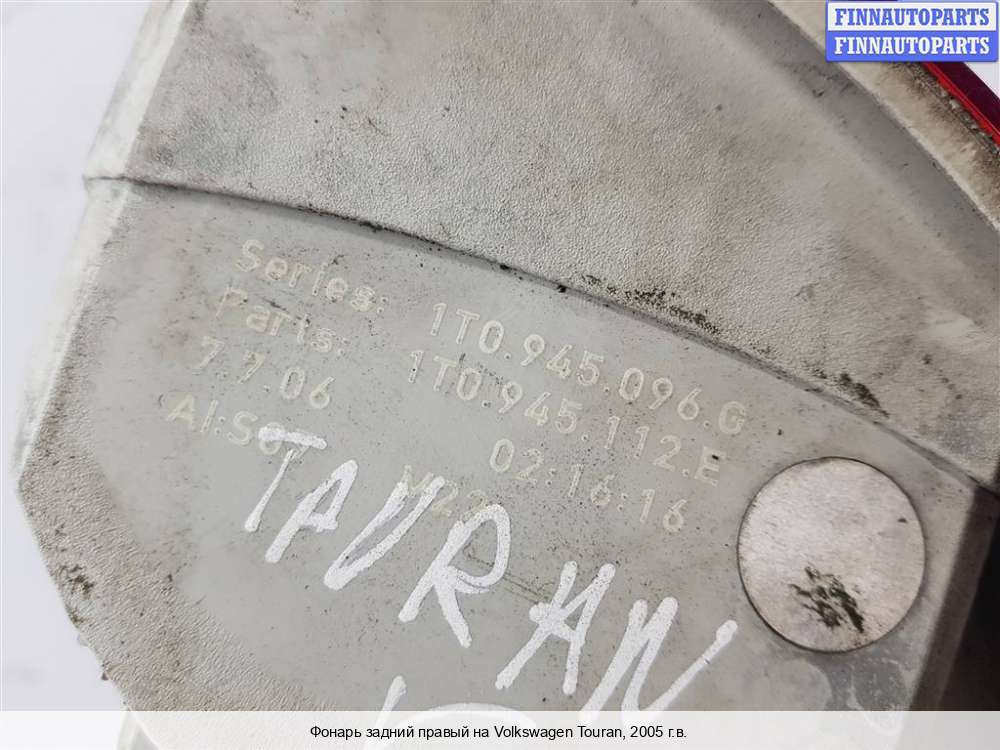 FINNAUTOPARTS
FINNAUTOPARTS
Series: 1T0.945.096.G
Parts: 1T0.945.112.E
7.7.06 02:16:16
TAURAN
Фонарь задний правый на Volkswagen Touran, 2005 г.в.